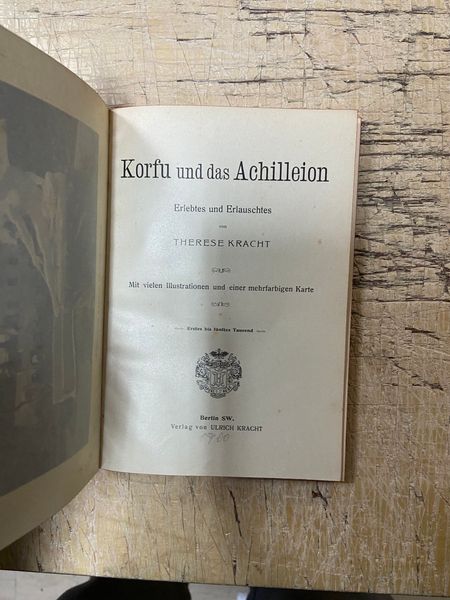 Korfu und das Achilleion
Erlebtes und Erlauschtes
von
THERESE KRACHT
Mit vielen Illustrationen und einer mehrfarbigen Karte
Erstes bis fünftes Tausend
Berlin SW.
Verlag von ULRICH KRACHT